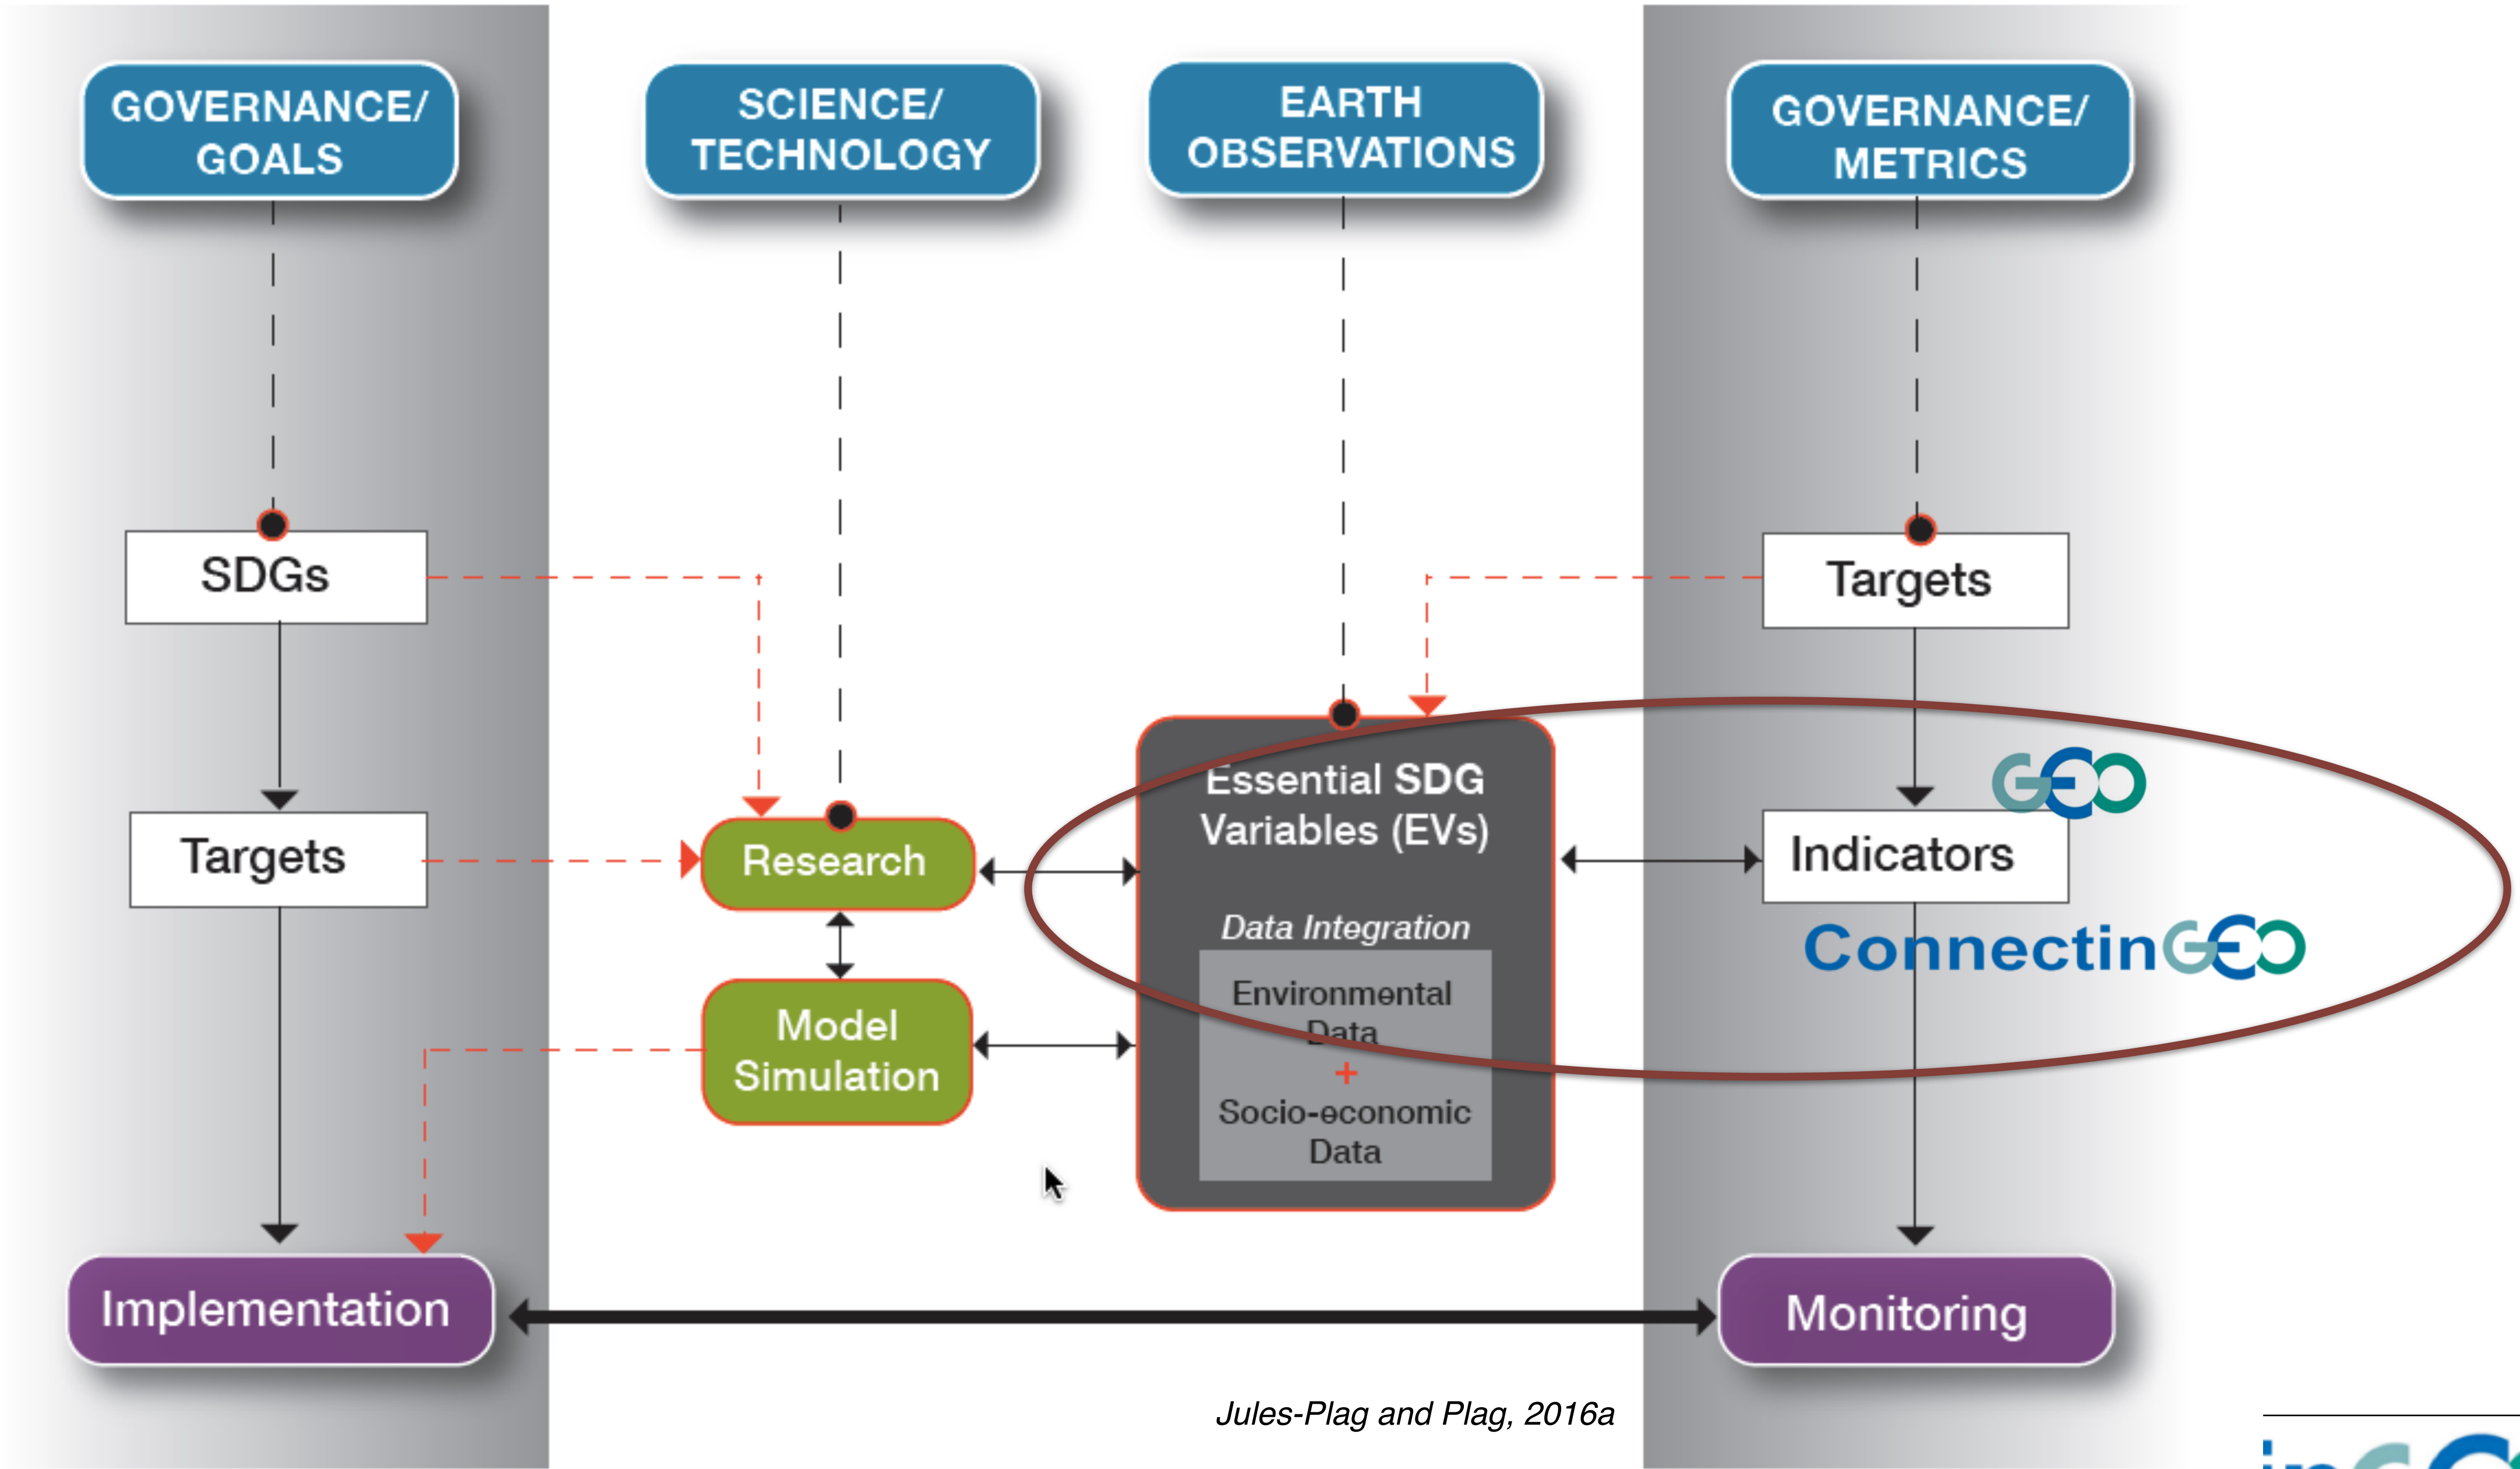 GOVERNANCE/
GOALS
SCIENCE/
TECHNOLOGY
EARTH
OBSERVATIONS
GOVERNANCE/
METRICS
SDGs
Targets
Targets
Research
Model
Simulation
Essential SDG
Variables (EVs)
Data Integration
Environmental
Data
+
Socio-economic
Data
GEO
Indicators
ConnectinGEO
Implementation
Monitoring
Jules-Plag and Plag, 2016a